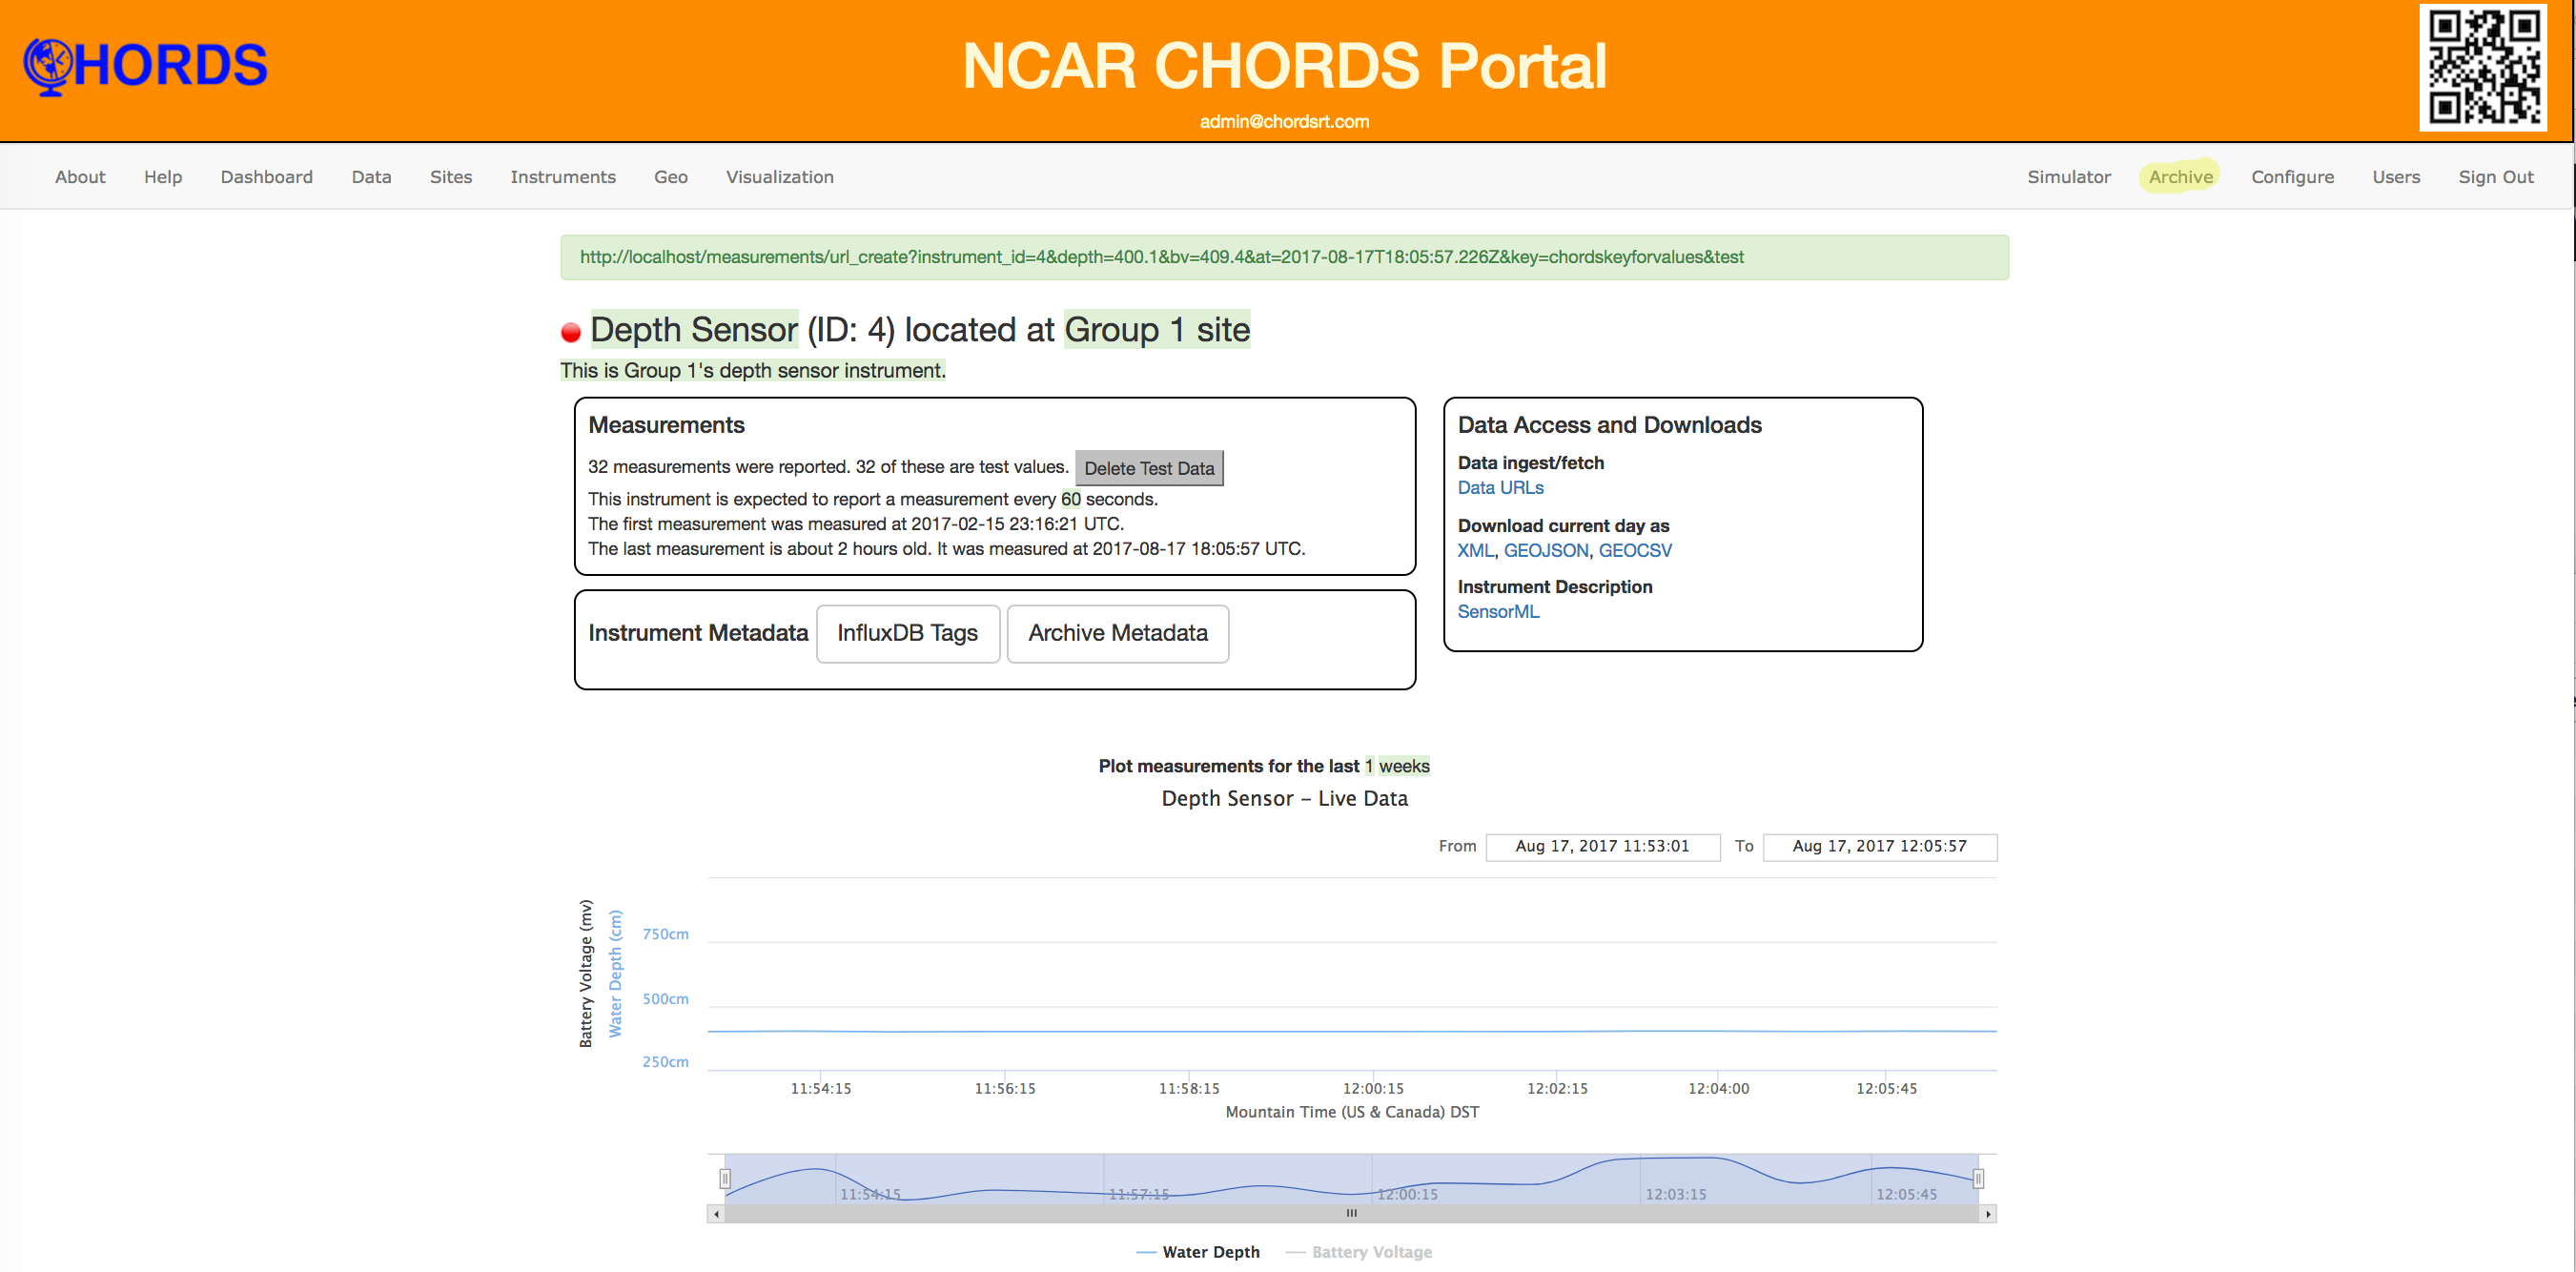 CHORDS
NCAR CHORDS Portal
admin@chordsrt.com
About Help Dashboard Data Sites Instruments Geo Visualization Simulator Archive Configure Users Sign Out
http://localhost/measurements/url_create?instrument_id=4&depth=400.1&bv=409.4&at=2017-08-17T18:05:57.226Z&key=chordskeyforvalues&test
Depth Sensor (ID: 4) located at Group 1 site
This is Group 1's depth sensor instrument.
Measurements
32 measurements were reported. 32 of these are test values. Delete Test Data
This instrument is expected to report a measurement every 60 seconds.
The first measurement was measured at 2017-02-15 23:16:21 UTC.
The last measurement is about 2 hours old. It was measured at 2017-08-17 18:05:57 UTC.
Instrument Metadata InfluxDB Tags Archive Metadata
Data Access and Downloads
Data ingest/fetch
Data URLs
Download current day as
XML, GEOJSON, GEOCSV
Instrument Description
SensorML
Plot measurements for the last 1 weeks
Depth Sensor – Live Data
From Aug 17, 2017 11:53:01 To Aug 17, 2017 12:05:57
Battery Voltage (mv)
Water Depth (cm)
750cm
500cm
250cm
11:54:15 11:56:15 11:58:15 12:00:15 12:02:15 12:04:00 12:05:45
Mountain Time (US & Canada) DST
11:54:15 11:57:15 12:00:15 12:03:15 12:05:45
Water Depth Battery Voltage